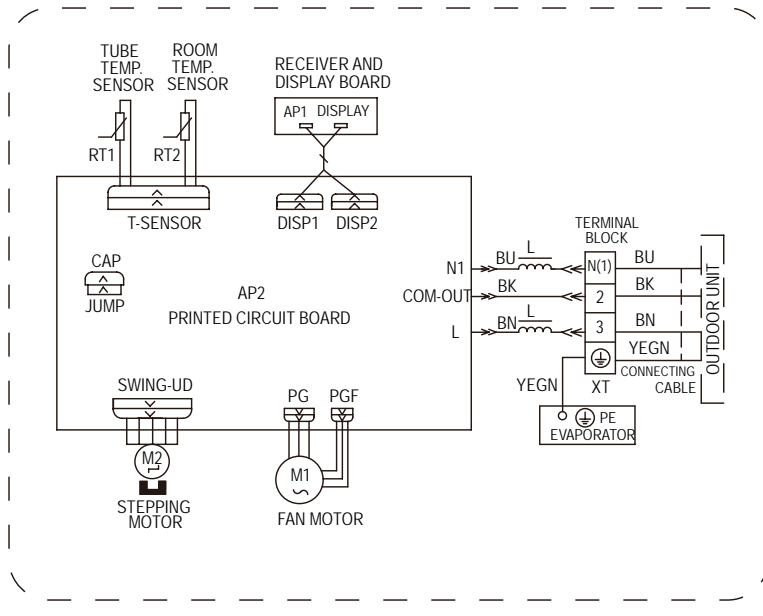 TUBE
TEMP.
SENSOR
ROOM
TEMP.
SENSOR
RECEIVER AND
DISPLAY BOARD
AP1 DISPLAY
RT1
RT2
T-SENSOR
DISP1
DISP2
CAP
JUMP
AP2
PRINTED CIRCUIT BOARD
N1
COM-OUT
L
BU
L
BK
BN
L
TERMINAL
BLOCK
N(1)
2
3
XT
BU
BK
BN
YEGN
CONNECTING
CABLE
OUTDOOR UNIT
YEGN
PE
EVAPORATOR
SWING-UD
PG
PGF
M2
STEPPING
MOTOR
M1
FAN MOTOR